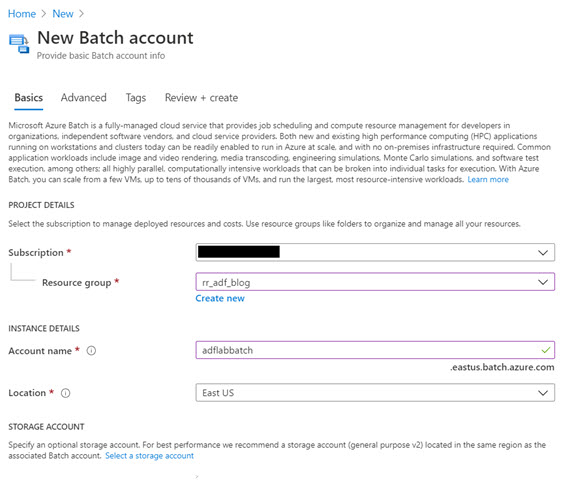 Home > New >
New Batch account
Provide basic Batch account info
Basics Advanced Tags Review + create
Microsoft Azure Batch is a fully-managed cloud service that provides job scheduling and compute resource management for developers in
organizations, independent software vendors, and cloud service providers. Both new and existing high performance computing (HPC) applications
running on workstations and clusters today can be readily enabled to run in Azure at scale, and with no on-premises infrastructure required. Common
application workloads include image and video rendering, media transcoding, engineering simulations, Monte Carlo simulations, and software test
execution, among others; all highly parallel, computationally intensive workloads that can be broken into individual tasks for execution. With Azure
Batch, you can scale from a few VMs, up to tens of thousands of VMs, and run the largest, most resource-intensive workloads. Learn more
PROJECT DETAILS
Select the subscription to manage deployed resources and costs. Use resource groups like folders to organize and manage all your resources.
Subscription *
Resource group * rr_adf_blog
Create new
INSTANCE DETAILS
Account name * adflabbatch
.eastus.batch.azure.com
Location * East US
STORAGE ACCOUNT
Specify an optional storage account. For best performance we recommend a storage account (general purpose v2) located in the same region as the
associated Batch account. Select a storage account